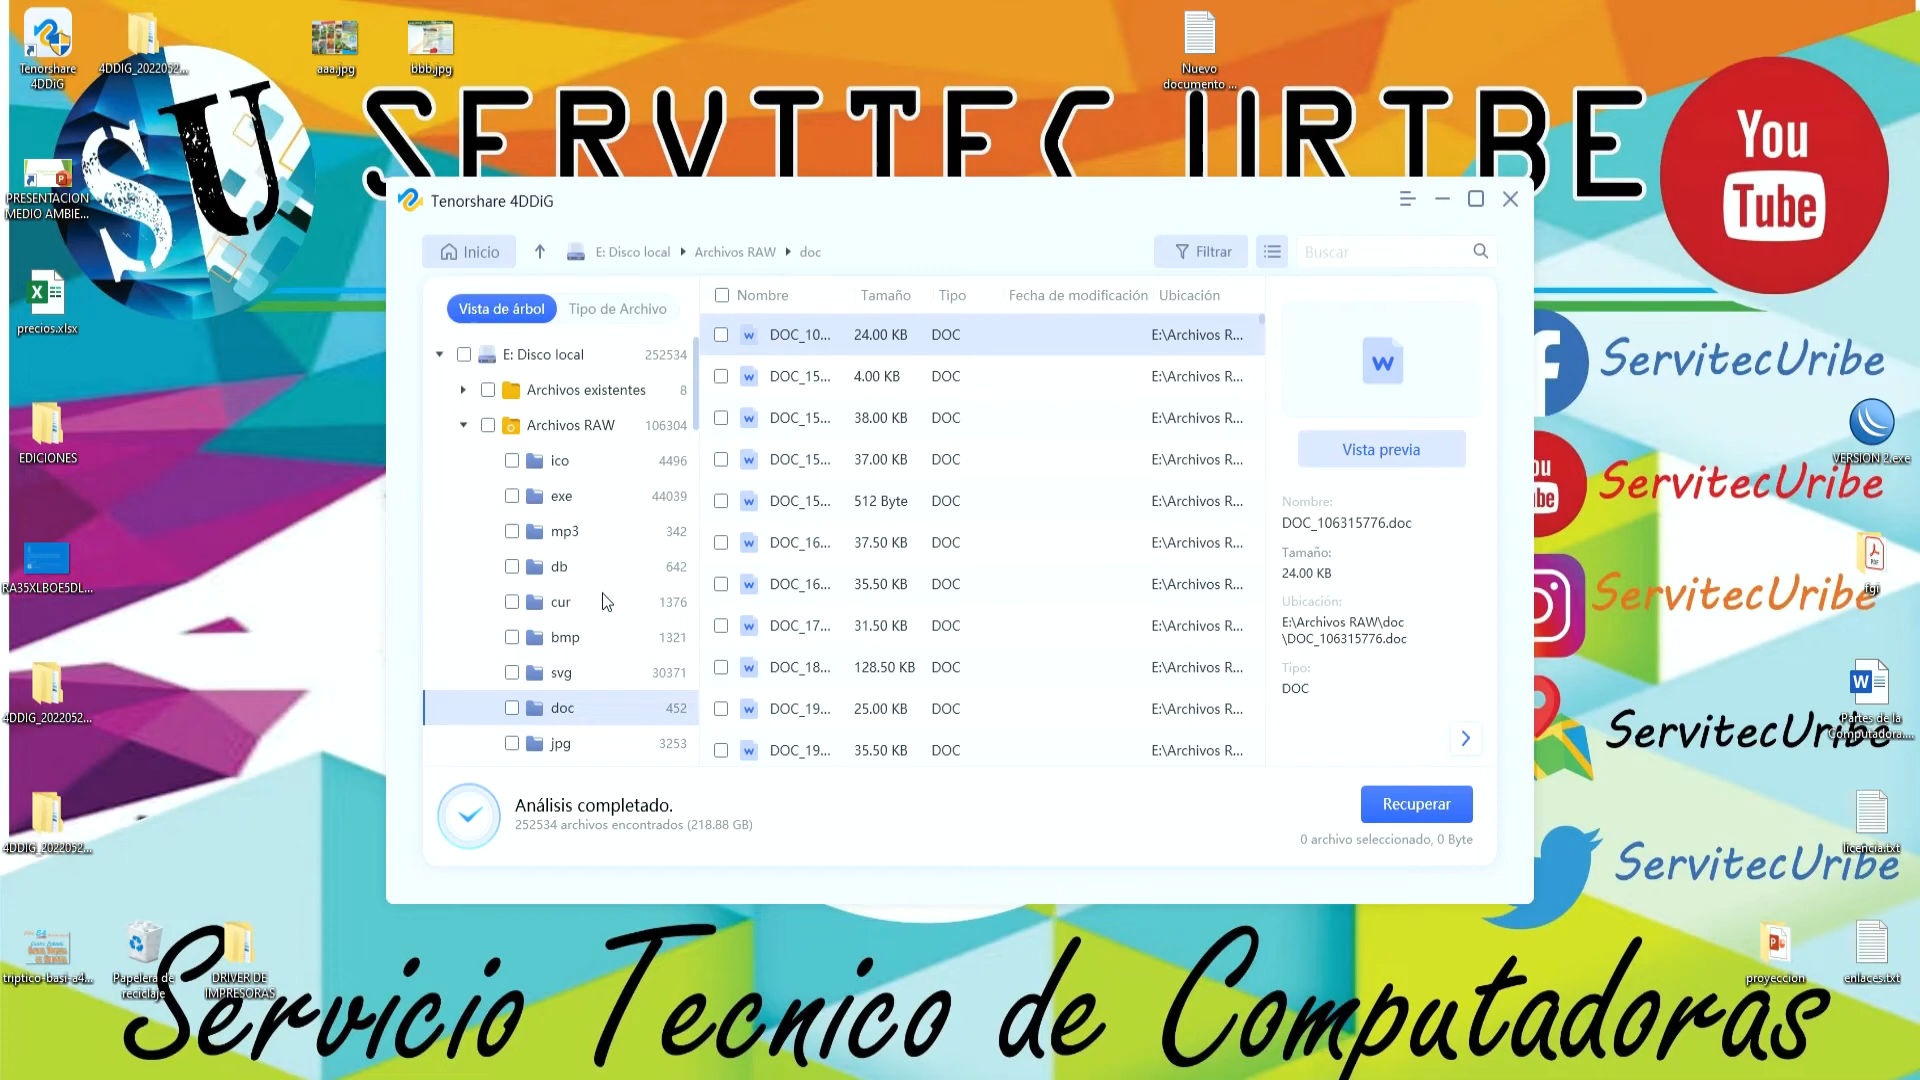 Tenorshare
4DDiG
4DDIG_2022052...
aaa.jpg
bbb.jpg
Nuevo
documento ...
SU
SERVITEC URIBE
You
Tube
PRESENTACION
MEDIO AMBIE...
precios.xlsx
EDICIONES
RA35XLBOE5DL...
4DDIG_2022052...
4DDIG_2022052...
triptico-basi-a4...
Papelera de
reciclaje
DRIVER DE
IMPRESORAS
Tenorshare 4DDiG
Inicio
E: Disco local
Archivos RAW
doc
Filtrar
Buscar
Vista de árbol
Tipo de Archivo
E: Disco local 252534
Archivos existentes 8
Archivos RAW 106304
ico 4496
exe 44039
mp3 342
db 642
cur 1376
bmp 1321
svg 30371
doc 452
jpg 3253
Nombre Tamaño Tipo Fecha de modificación Ubicación
DOC_10... 24.00 KB DOC E:\Archivos R...
DOC_15... 4.00 KB DOC E:\Archivos R...
DOC_15... 38.00 KB DOC E:\Archivos R...
DOC_15... 37.00 KB DOC E:\Archivos R...
DOC_15... 512 Byte DOC E:\Archivos R...
DOC_16... 37.50 KB DOC E:\Archivos R...
DOC_16... 35.50 KB DOC E:\Archivos R...
DOC_17... 31.50 KB DOC E:\Archivos R...
DOC_18... 128.50 KB DOC E:\Archivos R...
DOC_19... 25.00 KB DOC E:\Archivos R...
DOC_19... 35.50 KB DOC E:\Archivos R...
Vista previa
Nombre:
DOC_106315776.doc
Tamaño:
24.00 KB
Ubicación:
E:\Archivos RAW\doc
\DOC_106315776.doc
Tipo:
DOC
Análisis completado.
252534 archivos encontrados (218.88 GB)
Recuperar
0 archivo seleccionado, 0 Byte
ServitecUribe
VERSION 2.exe
ServitecUribe
ServitecUribe
fgi
ServitecUribe
Partes de la
Computadora....
ServitecUribe
licencia.txt
proyeccion
enlaces.txt
Servicio Tecnico de Computadoras